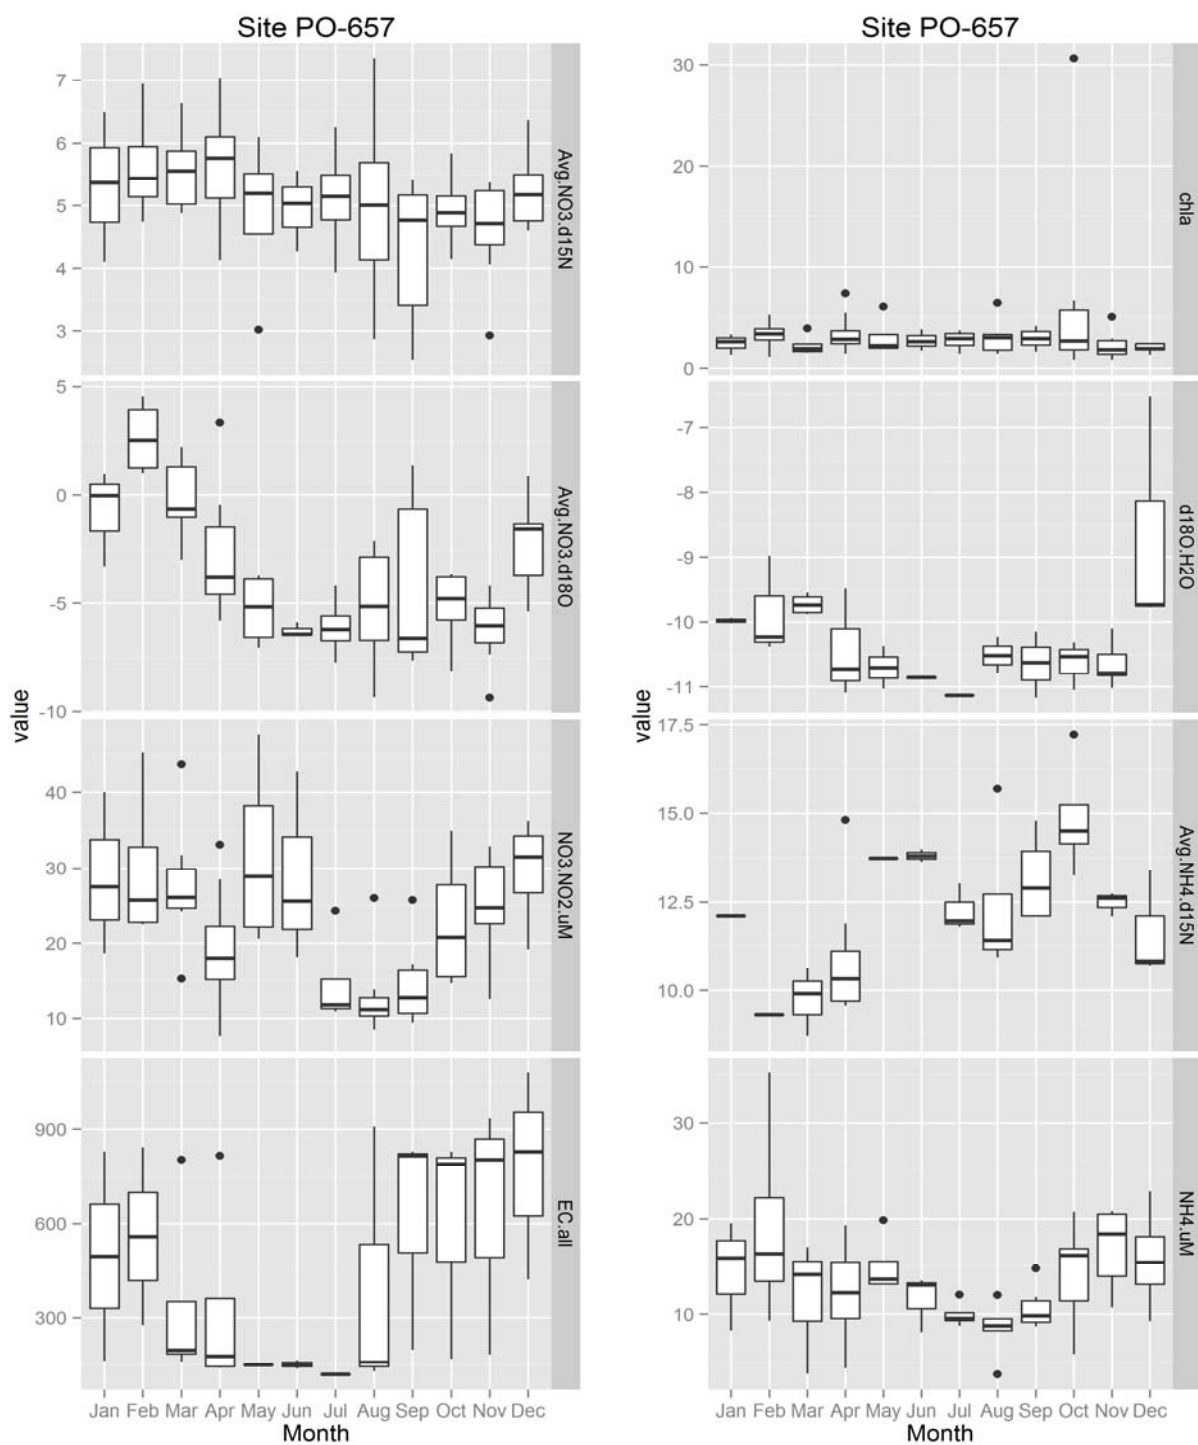 Site PO-657
7
6
5
4
3
Avg.NO3.d15N
5
0
-5
-10
Avg.NO3.d18O
value
40
30
20
10
NO3.NO2.uM
900
600
300
EC.all
Jan Feb Mar Apr May Jun Jul Aug Sep Oct Nov Dec
Month
Site PO-657
30
20
10
0
chla
-7
-8
-9
-10
-11
d18O.H2O
value
17.5
15.0
12.5
10.0
Avg.NH4.d15N
30
20
10
NH4.uM
Jan Feb Mar Apr May Jun Jul Aug Sep Oct Nov Dec
Month